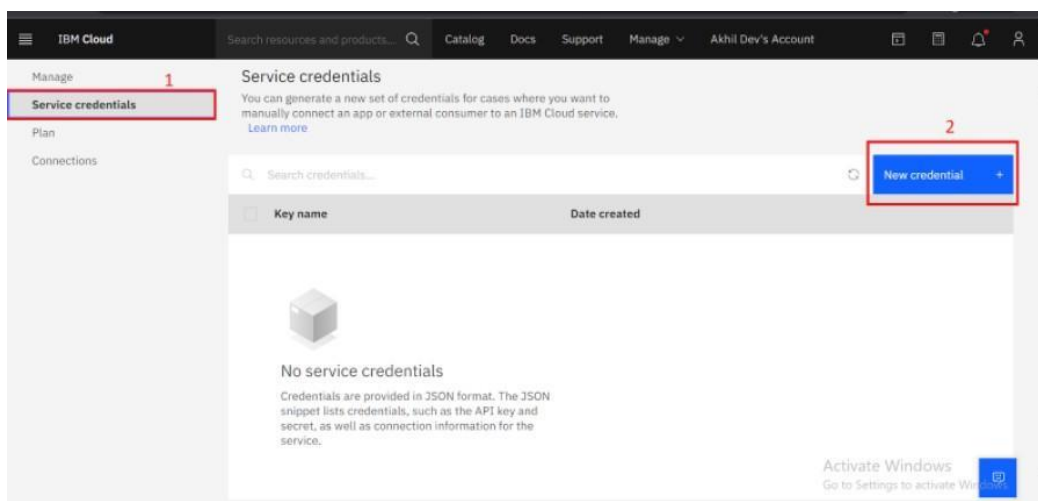 IBM Cloud
Search resources and products...
Catalog
Docs
Support
Manage
Akhil Dev's Account
Manage
1
Service credentials
Plan
Connections
Service credentials
You can generate a new set of credentials for cases where you want to
manually connect an app or external consumer to an IBM Cloud service.
Learn more
2
Search credentials...
New credential +
Key name
Date created
No service credentials
Credentials are provided in JSON format. The JSON
snippet lists credentials, such as the API key and
secret, as well as connection information for the
service.
Activate Windows
Go to Settings to activate Windows